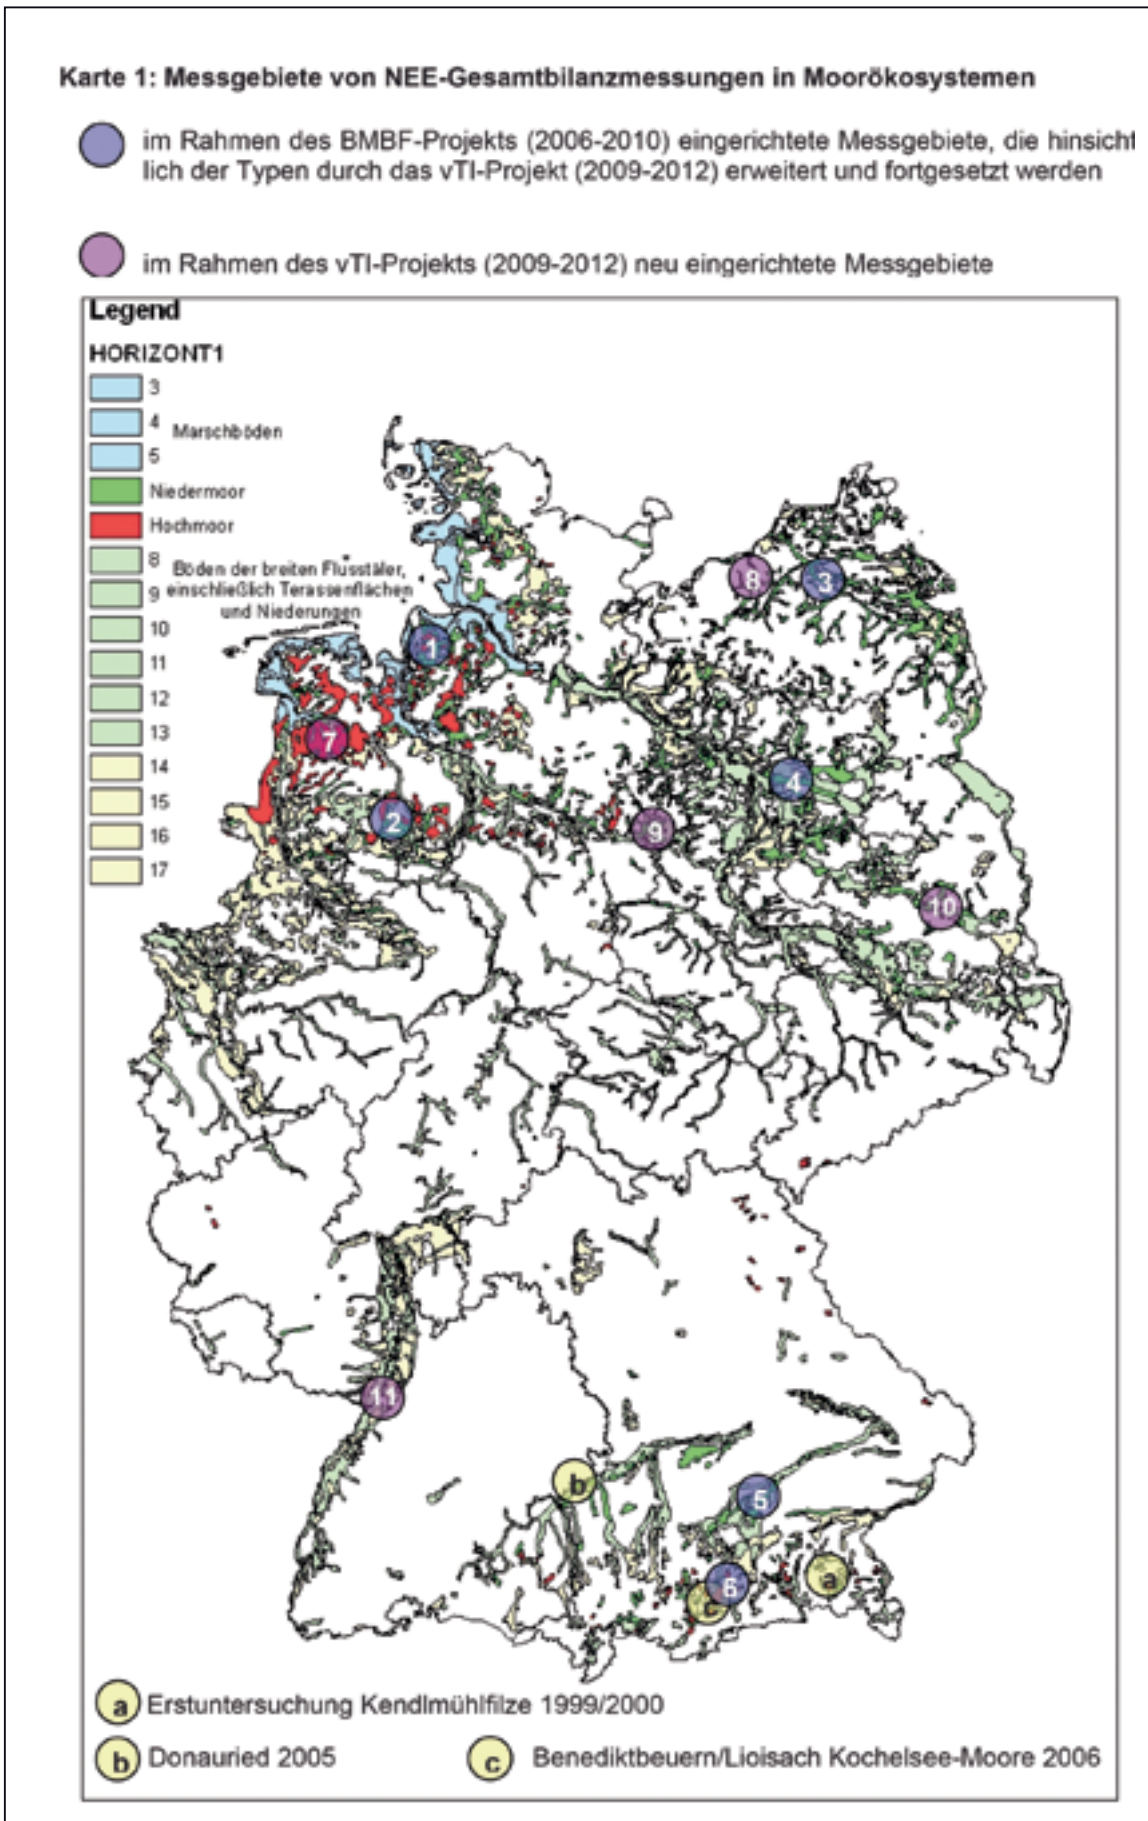 Karte 1: Messgebiete von NEE-Gesamtbilanzmessungen in Moorökosystemen
im Rahmen des BMBF-Projekts (2006-2010) eingerichtete Messgebiete, die hinsicht
lich der Typen durch das vTI-Projekt (2009-2012) erweitert und fortgesetzt werden
im Rahmen des vTI-Projekts (2009-2012) neu eingerichtete Messgebiete
Legend
HORIZONT1
3
4 Marschböden
5
Niedermoor
Hochmoor
8 Böden der breiten Flusstäler,
9 einschließlich Terassenflächen
und Niederungen
10
11
12
13
14
15
16
17
8
3
1
7
4
2
9
10
11
b
5
6
a
c
a Erstuntersuchung Kendlmühlfilze 1999/2000
b Donauried 2005
c Benediktbeuern/Lioisach Kochelsee-Moore 2006